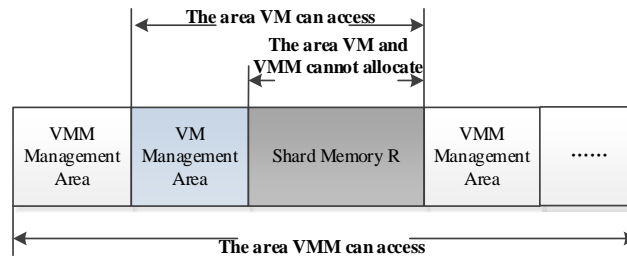 The area VM can access
The area VM and
VMM cannot allocate
VMM
Management
Area
VM
Management
Area
Shard Memory R
VMM
Management
Area
......
The area VMM can access